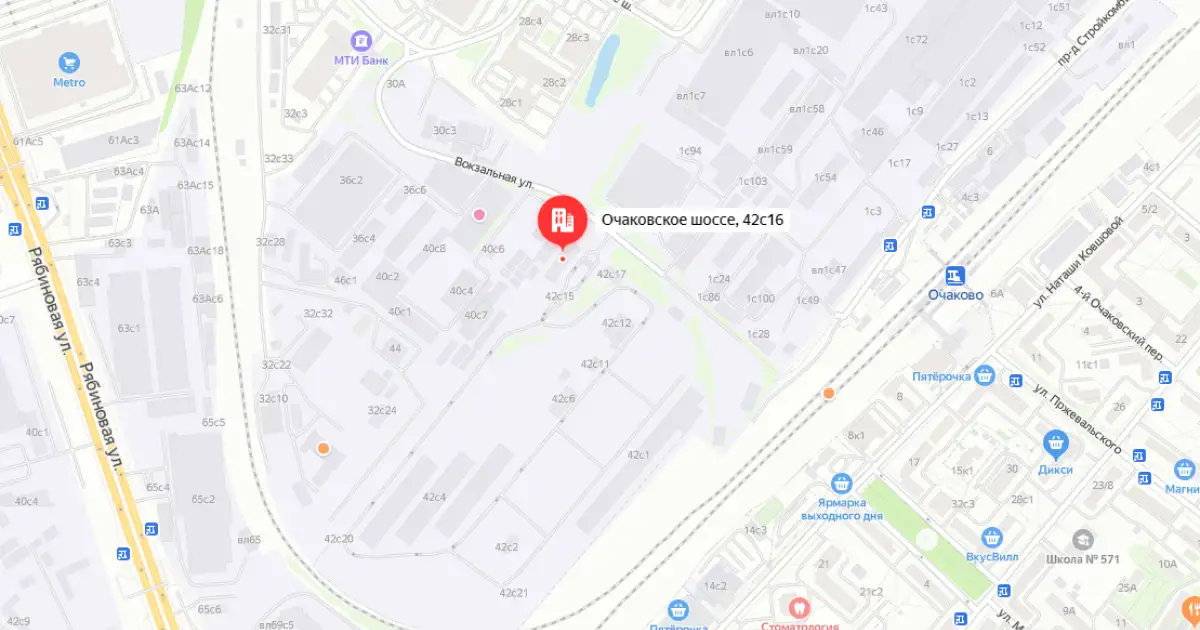 ш.
28с4
28с3
32с31
МТИ Банк
30А
28с2
28с1
Metro
63Ас12
32с3
61Ас5
61А3
63Ас14
30с3
32с33
63Ас4
63Ас15
63А
36с2
36с6
Вокзальная ул.
Очаковское шоссе, 42с16
63с3
32с28
36с4
40с8
40с6
63с4
46с1
40с2
63Ас6
40с4
42с15
42с17
63с1
32с32
40с7
42с12
44
32с22
42с11
32с10
32с24
42с6
0с7
Рябиновая ул.
Рябиновая ул.
40с1
65с5
42с1
65с4
65с2
42с4
40с4
42с20
42с2
вл65
42с21
42с9
65с6
вл69с5
вл1с10
1с43
1с51
1с12
1с52
вл1
пр-д Стройкомб
вл1с6
вл1с20
1с72
1с2
вл1с7
вл1с58
1с9
1с13
1с46
1с27
6
1с94
вл1с59
1с17
1с103
1с54
4с1
1с3
5/2
3
ул. Наташи Ковшовой
1с24
вл1с47
Очаково
6А
1с86
1с100
1с49
4-й Очаковский пер.
3
1с28
22
11
11с1
Пятёрочка
8
ул. Пржевальского
26
8к1
17
15к1
30
Дикси
23/8
Магни
Ярмарка
выходного дня
32с3
28с1
14с3
ВкусВилл
Школа № 571
10А
21
25А
4
14с2
21с2
9А
ул. М
Пятёрочка
Стоматология